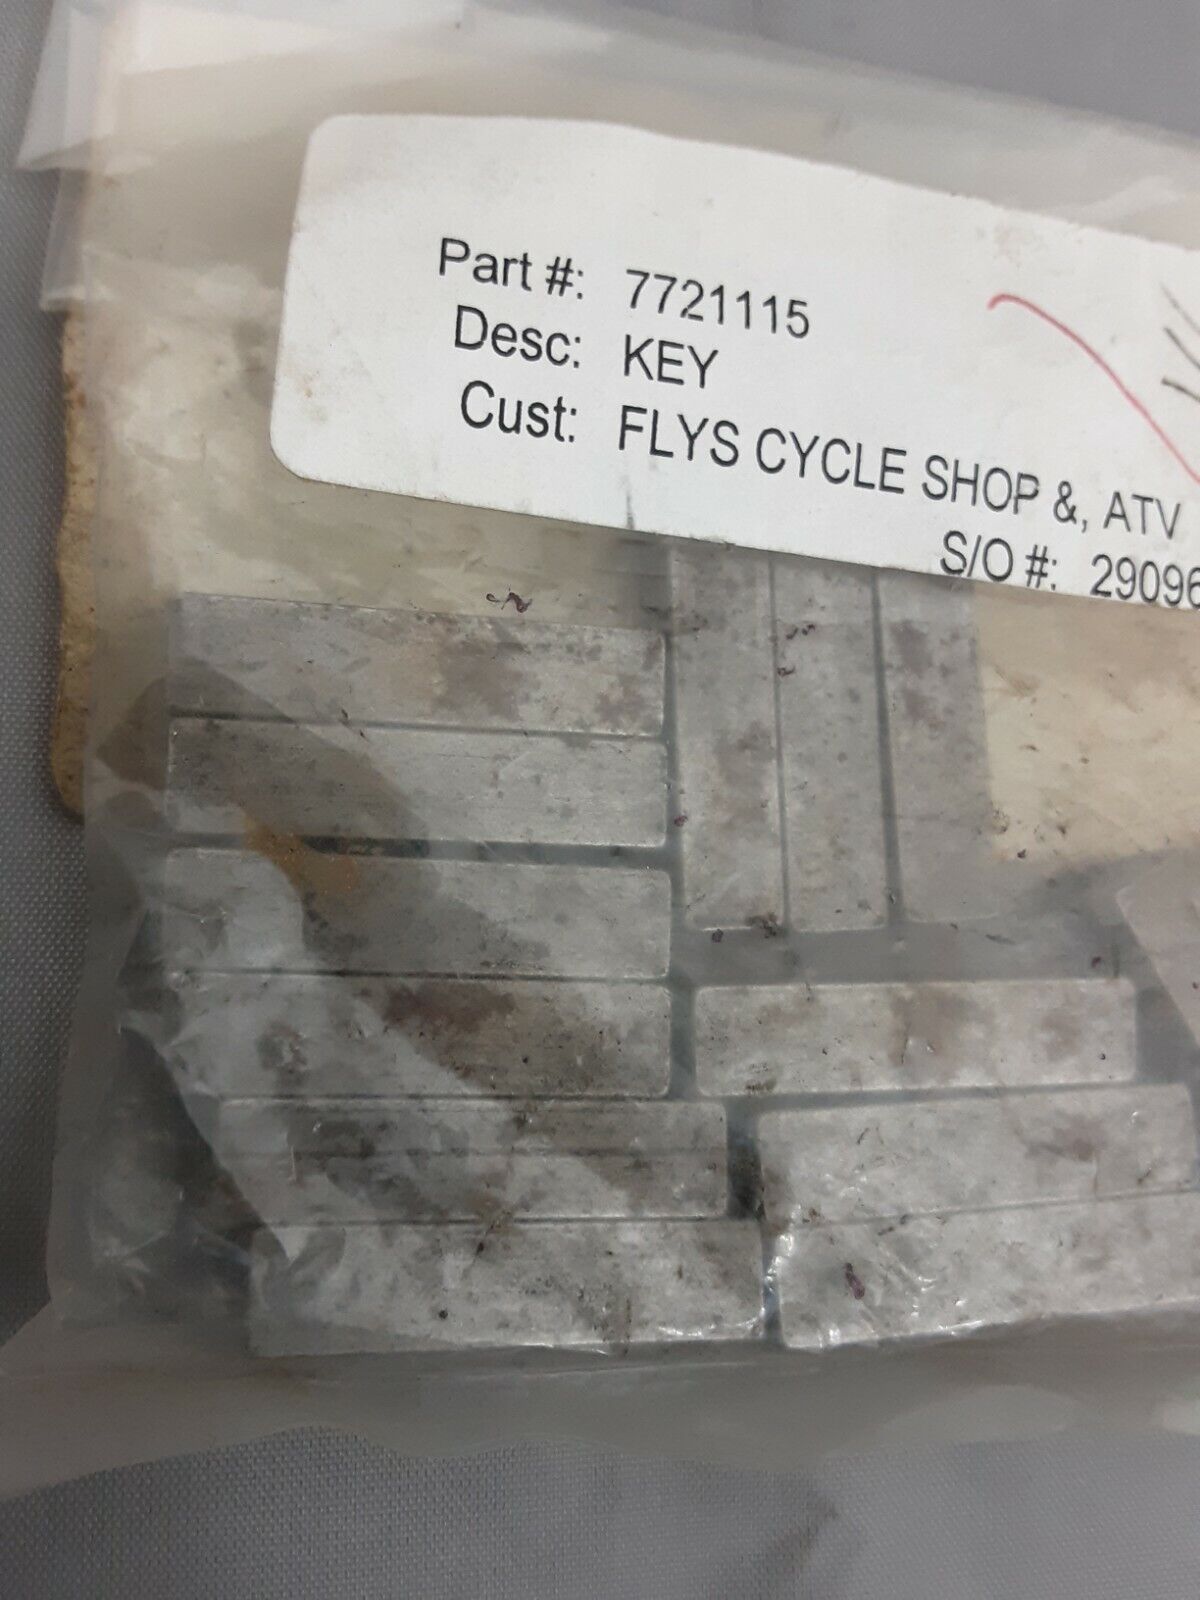 Part #: 7721115
Desc: KEY
Cust: FLYS CYCLE SHOP &, ATV
S/O #: 29096